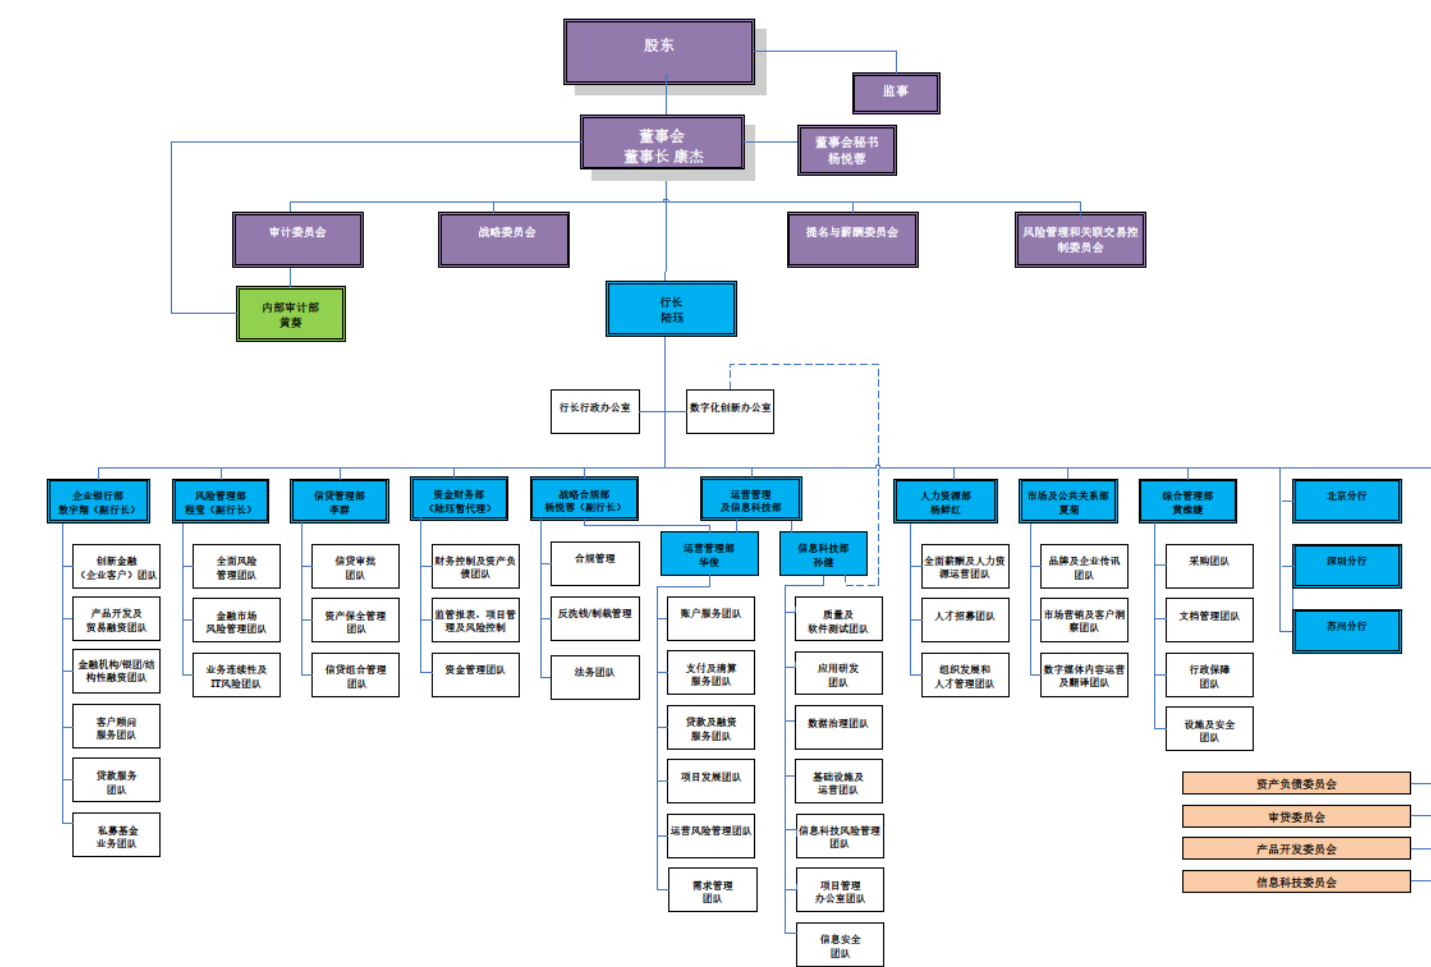 股东
监事
董事会
董事长 康杰
董事会秘书
杨悦蓉
审计委员会
战略委员会
提名与薪酬委员会
风险管理和关联交易控
制委员会
内部审计部
黄葵
行长
陆珏
行长行政办公室
数字化创新办公室
企业银行部
数字翔（副行长）
风险管理部
程莹（副行长）
信贷管理部
李群
资金财务部
（陆珏暂代理）
战略合规部
杨悦蓉（副行长）
运营管理
及信息科技部
人力资源部
杨鲜红
市场及公共关系部
夏菊
综合管理部
黄维婕
北京分行
深圳分行
苏州分行
运营管理部
华俊
信息科技部
孙健
创新金融
（企业客户）团队
产品开发及
贸易融资团队
金融机构/银团/结
构性融资团队
客户顾问
服务团队
贷款服务
团队
私募基金
业务团队
全面风险
管理团队
金融市场
风险管理团队
业务连续性及
IT风险团队
信贷审批
团队
资产保全管理
团队
信贷组合管理
团队
财务控制及资产负
债团队
监管报表、项目管
理及风险控制
资金管理团队
合规管理
反洗钱/制裁管理
法务团队
账户服务团队
支付及清算
服务团队
贷款及融资
服务团队
项目发展团队
运营风险管理团队
需求管理
团队
质量及
软件测试团队
应用研发
团队
数据治理团队
基础设施及
运营团队
信息科技风险管理
团队
项目管理
办公室团队
信息安全
团队
全面薪酬及人力资
源运营团队
人才招募团队
组织发展和
人才管理团队
品牌及企业传讯
团队
市场营销及客户洞
察团队
数字媒体内容运营
及翻译团队
采购团队
文档管理团队
行政保障
团队
设施及安全
团队
资产负债委员会
审贷委员会
产品开发委员会
信息科技委员会